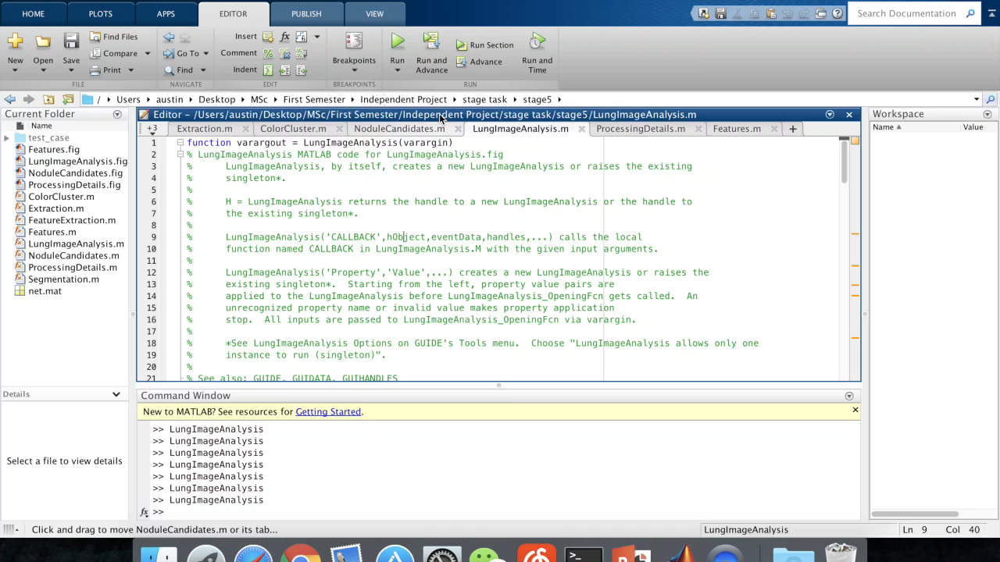 HOME PLOTS APPS EDITOR PUBLISH VIEW Search Documentation
New Open Save Find Files Compare Print
Insert Comment Indent
Go To Find
Breakpoints Run Run and Advance Run Section Advance Run and Time
FILE NAVIGATE EDIT BREAKPOINTS RUN
/ Users austin Desktop MSc First Semester Independent Project stage task stage5
Current Folder
Name
test_case
Features.fig
LungImageAnalysis.fig
NoduleCandidates.fig
ProcessingDetails.fig
ColorCluster.m
Extraction.m
FeatureExtraction.m
Features.m
LungImageAnalysis.m
NoduleCandidates.m
ProcessingDetails.m
Segmentation.m
net.mat
Details
Select a file to view details
Editor – /Users/austin/Desktop/MSc/First Semester/Independent Project/stage task/stage5/LungImageAnalysis.m
+3 Extraction.m ColorCluster.m NoduleCandidates.m LungImageAnalysis.m ProcessingDetails.m Features.m
1 function varargout = LungImageAnalysis(varargin)
2 % LungImageAnalysis MATLAB code for LungImageAnalysis.fig
3 % LungImageAnalysis, by itself, creates a new LungImageAnalysis or raises the existing
4 % singleton*.
5 %
6 % H = LungImageAnalysis returns the handle to a new LungImageAnalysis or the handle to
7 % the existing singleton*.
8 %
9 % LungImageAnalysis('CALLBACK',hObject,eventData,handles,...) calls the local
10 % function named CALLBACK in LungImageAnalysis.M with the given input arguments.
11 %
12 % LungImageAnalysis('Property','Value',...) creates a new LungImageAnalysis or raises the
13 % existing singleton*.  Starting from the left, property value pairs are
14 % applied to the LungImageAnalysis before LungImageAnalysis_OpeningFcn gets called.  An
15 % unrecognized property name or invalid value makes property application
16 % stop.  All inputs are passed to LungImageAnalysis_OpeningFcn via varargin.
17 %
18 % *See LungImageAnalysis Options on GUIDE's Tools menu.  Choose "LungImageAnalysis allows only one
19 % instance to run (singleton)".
20 %
21 % See also: GUIDE, GUIDATA, GUIHANDLES
Command Window
New to MATLAB? See resources for Getting Started.
>> LungImageAnalysis
>> LungImageAnalysis
>> LungImageAnalysis
>> LungImageAnalysis
>> LungImageAnalysis
>> LungImageAnalysis
>> LungImageAnalysis
fx >>
Workspace
Name Value
Click and drag to move NoduleCandidates.m or its tab... LungImageAnalysis Ln 9 Col 40